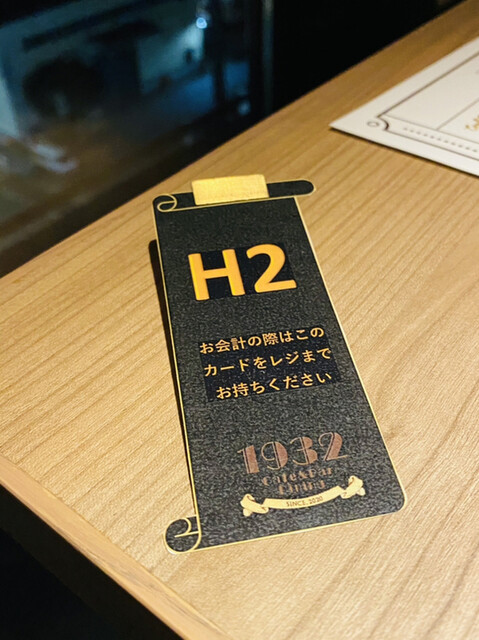 H2
お会計の際はこの
カードをレジまで
お持ちください
1932
Cafe&Bar
SINCE 2020